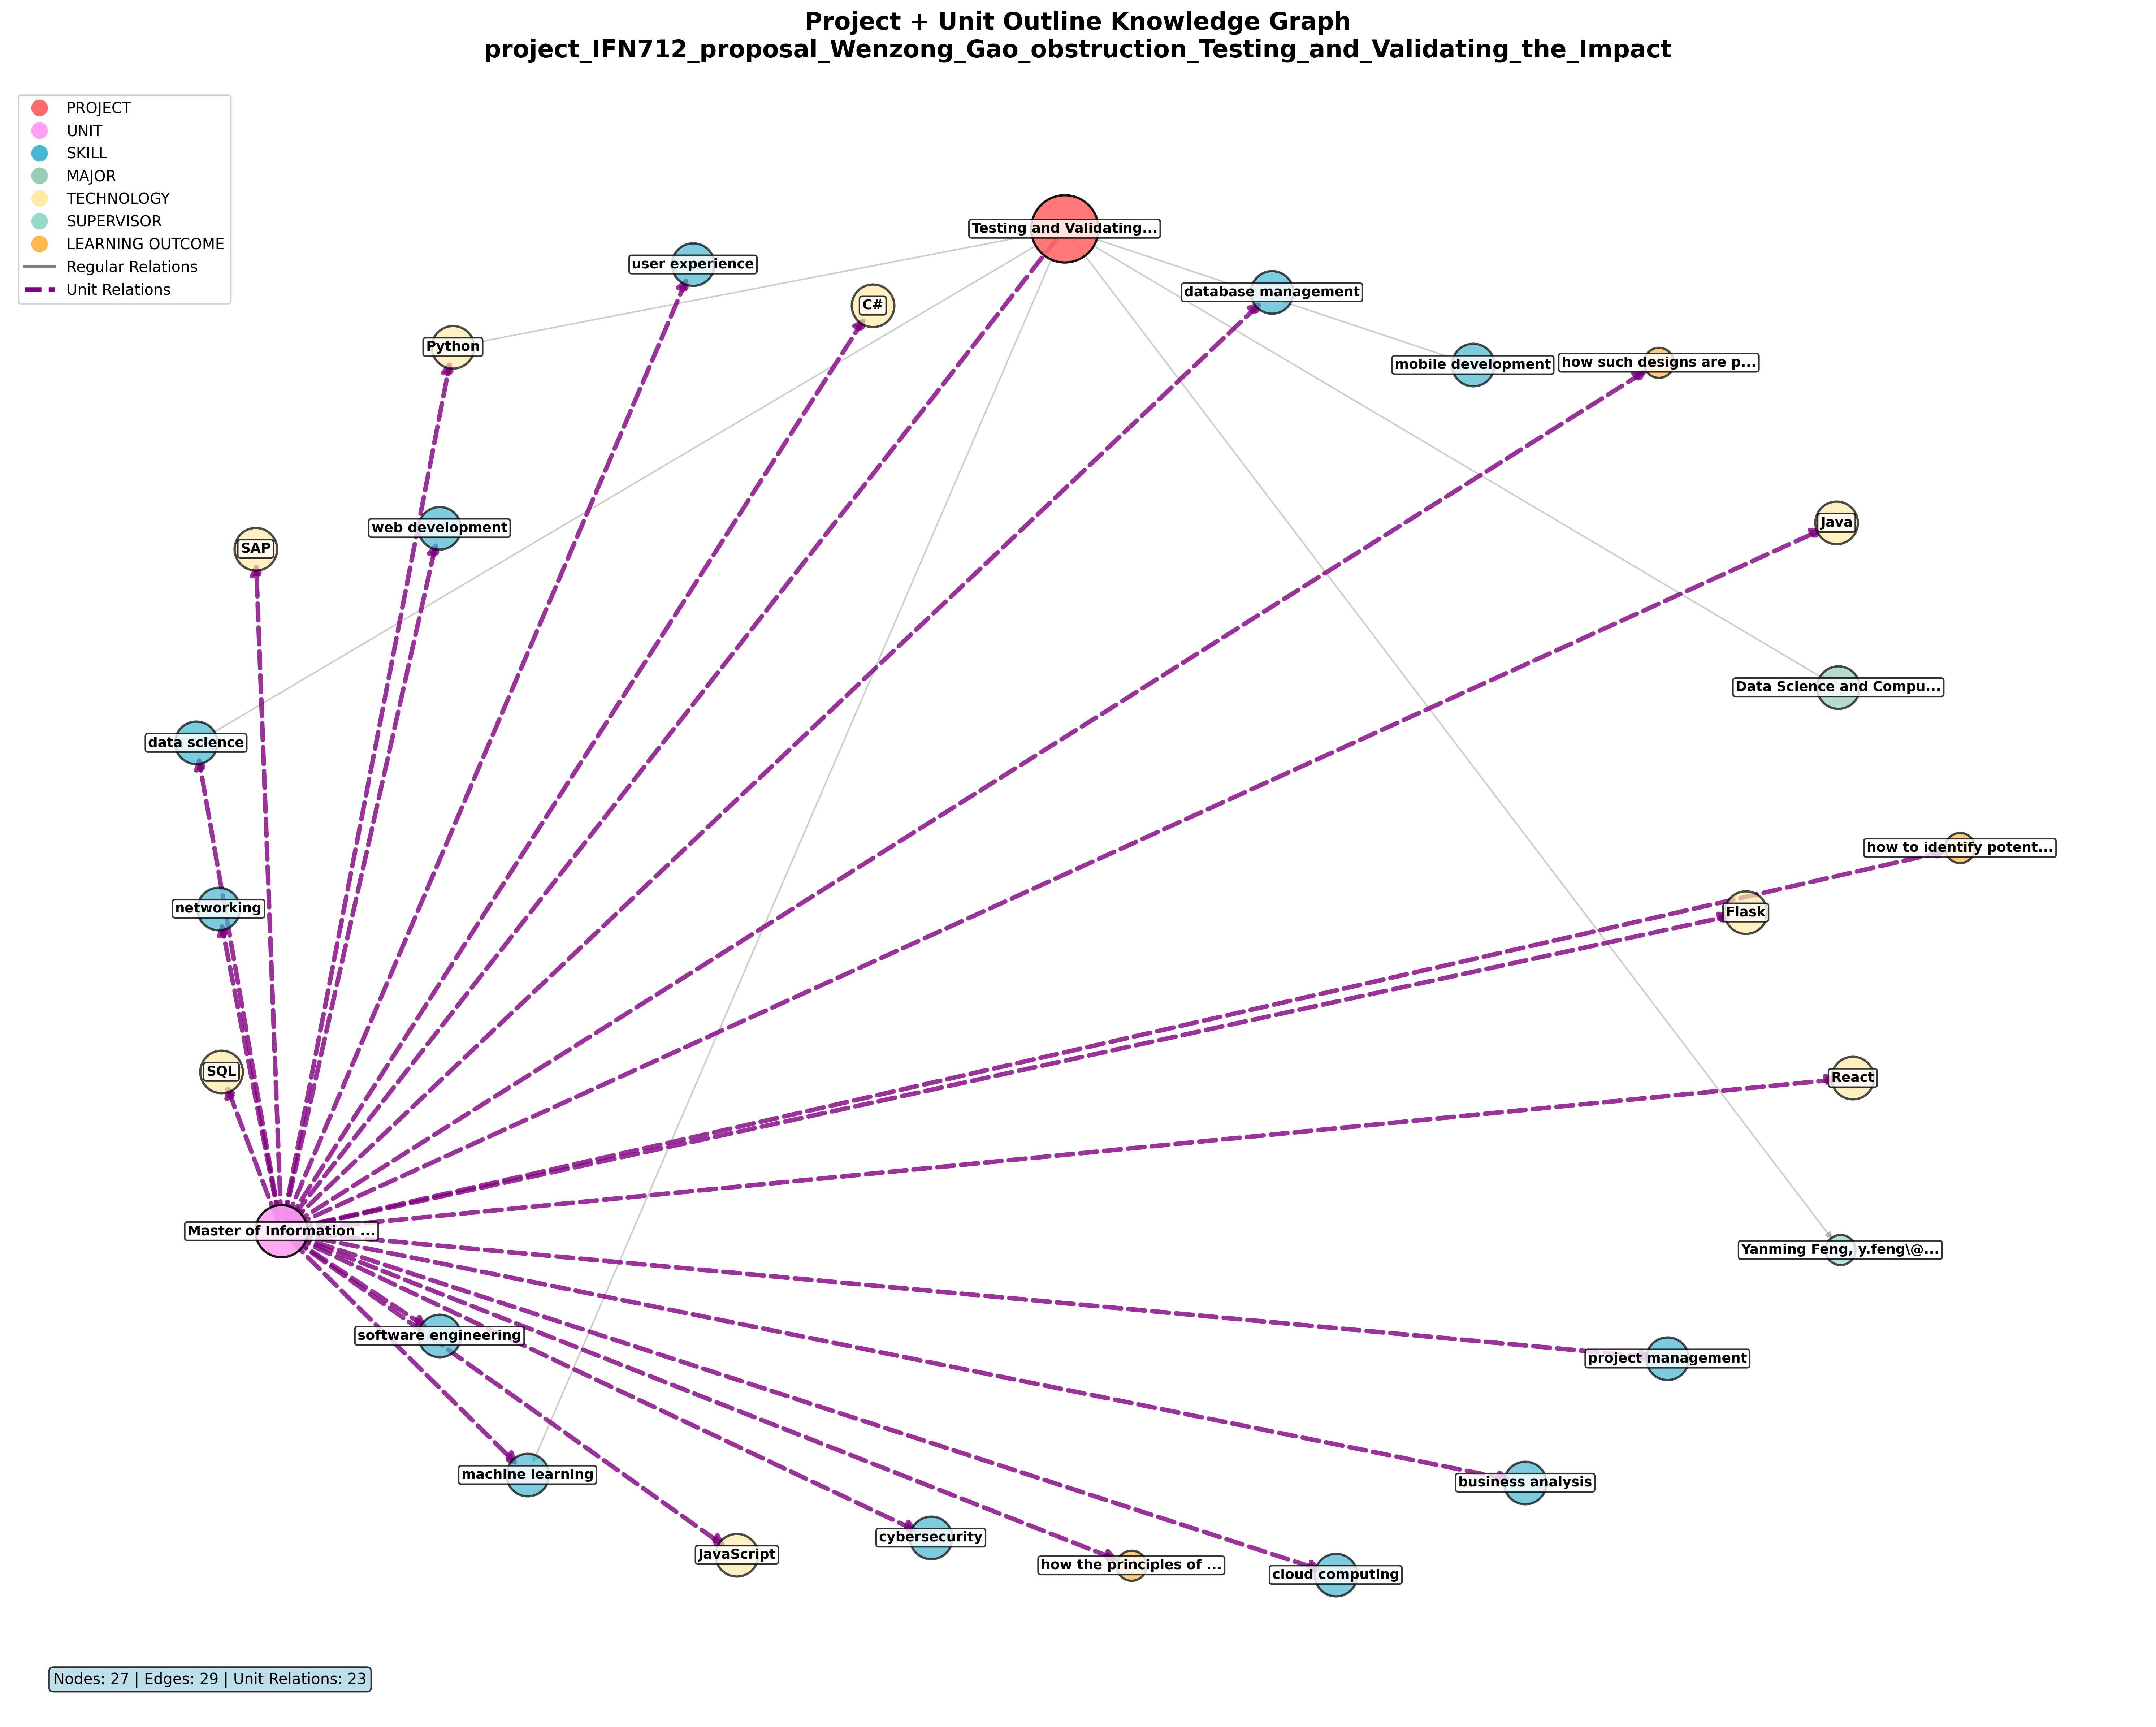 Project + Unit Outline Knowledge Graph
project_IFN712_proposal_Wenzong_Gao_obstruction_Testing_and_Validating_the_Impact
PROJECT
UNIT
SKILL
MAJOR
TECHNOLOGY
SUPERVISOR
LEARNING OUTCOME
Regular Relations
Unit Relations
Testing and Validating...
user experience
database management
C#
Python
mobile development
how such designs are p...
web development
Java
SAP
Data Science and Compu...
data science
how to identify potent...
networking
Flask
SQL
React
Master of Information ...
Yanming Feng, y.feng\@...
software engineering
project management
machine learning
business analysis
cybersecurity
JavaScript
how the principles of ...
cloud computing
Nodes: 27 | Edges: 29 | Unit Relations: 23